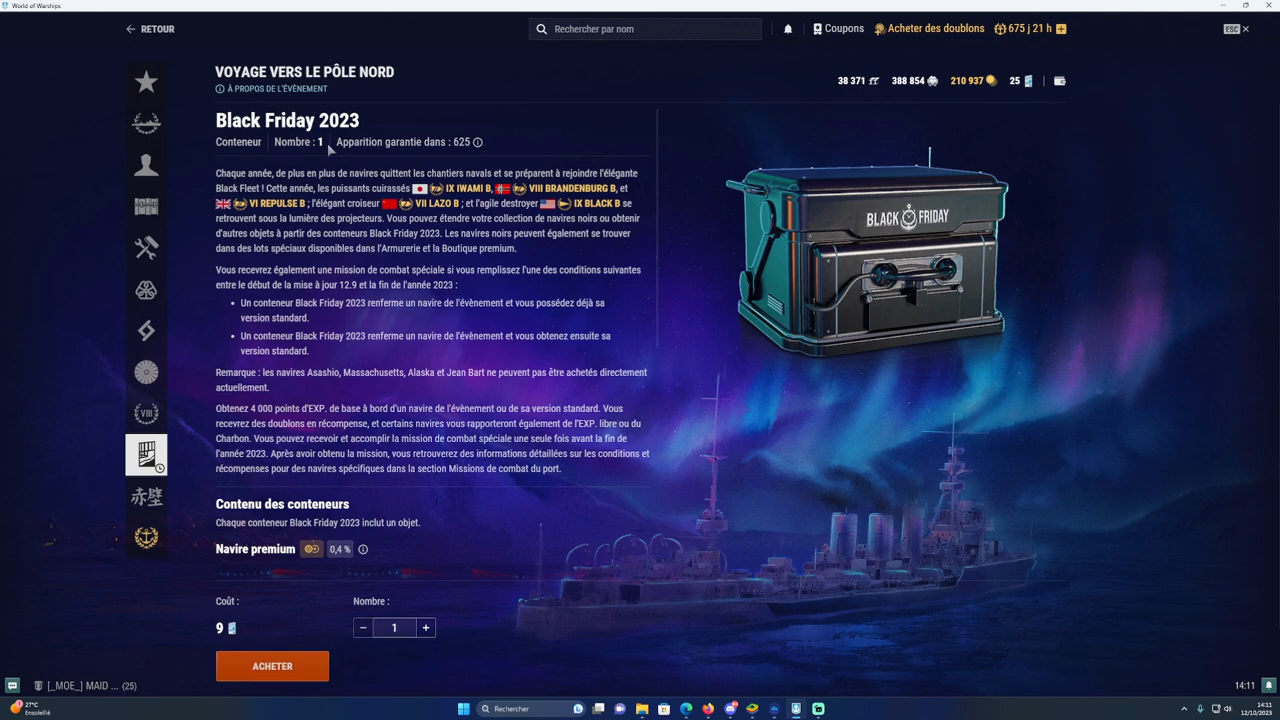 World of Warships
RETOUR
Rechercher par nom
Coupons
Acheter des doublons
675 j 21 h
ESC
VOYAGE VERS LE PÔLE NORD
À PROPOS DE L'ÉVÈNEMENT
38 371
388 854
210 937
25
Black Friday 2023
Conteneur
Nombre : 1
Apparition garantie dans : 625
Chaque année, de plus en plus de navires quittent les chantiers navals et se préparent à rejoindre l'élégante
Black Fleet ! Cette année, les puissants cuirassés IX IWAMI B, VIII BRANDENBURG B, et
VI REPULSE B ; l'élégant croiseur VII LAZO B ; et l'agile destroyer IX BLACK B se
retrouvent sous la lumière des projecteurs. Vous pouvez étendre votre collection de navires noirs ou obtenir
d'autres objets à partir des conteneurs Black Friday 2023. Les navires noirs peuvent également se trouver
dans des lots spéciaux disponibles dans l'Armurerie et la Boutique premium.
Vous recevrez également une mission de combat spéciale si vous remplissez l'une des conditions suivantes
entre le début de la mise à jour 12.9 et la fin de l'année 2023 :
• Un conteneur Black Friday 2023 renferme un navire de l'évènement et vous possédez déjà sa
version standard.
• Un conteneur Black Friday 2023 renferme un navire de l'évènement et vous obtenez ensuite sa
version standard.
Remarque : les navires Asashio, Massachusetts, Alaska et Jean Bart ne peuvent pas être achetés directement
actuellement.
Obtenez 4 000 points d'EXP. de base à bord d'un navire de l'évènement ou de sa version standard. Vous
recevrez des doublons en récompense, et certains navires vous rapporteront également de l'EXP. libre ou du
Charbon. Vous pouvez recevoir et accomplir la mission de combat spéciale une seule fois avant la fin de
l'année 2023. Après avoir obtenu la mission, vous retrouverez des informations détaillées sur les conditions et
récompenses pour des navires spécifiques dans la section Missions de combat du port.
BLACK FRIDAY
VIII
赤壁
Contenu des conteneurs
Chaque conteneur Black Friday 2023 inclut un objet.
Navire premium 0,4 %
Coût :
Nombre :
9
− 1 +
ACHETER
[_MOE_] MAID ... (25)
14:11
27°C
Ensoleillé
Rechercher
14:11
12/10/2023